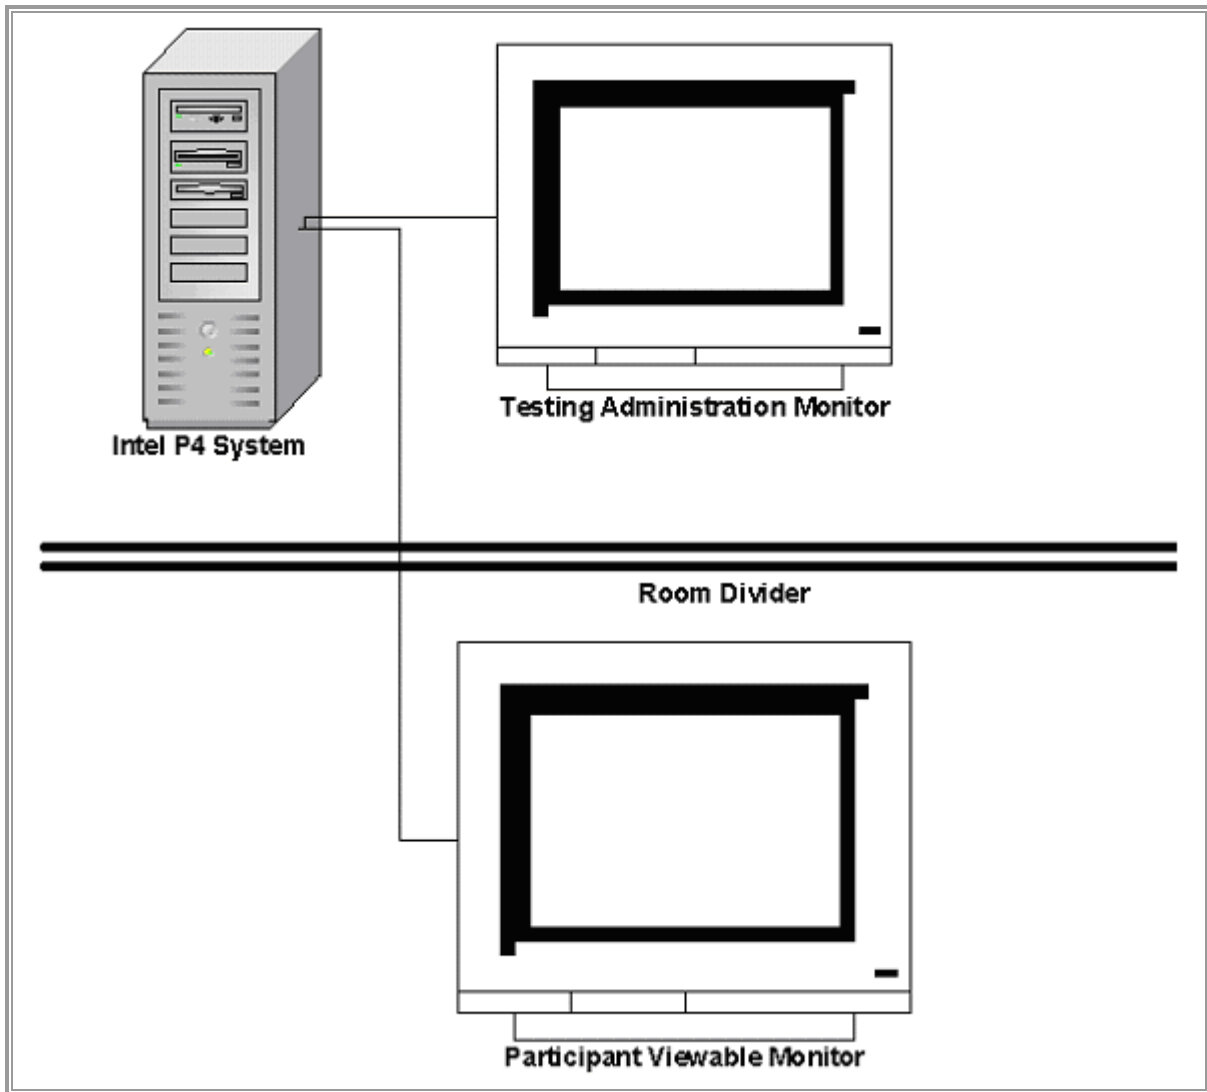 Testing Administration Monitor
Intel P4 System
Room Divider
Participant Viewable Monitor